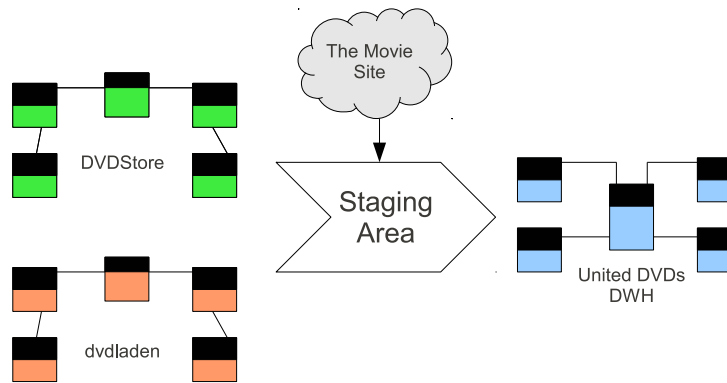 The Movie
Site
DVDStore
Staging
Area
United DVDs
DWH
dvdladen